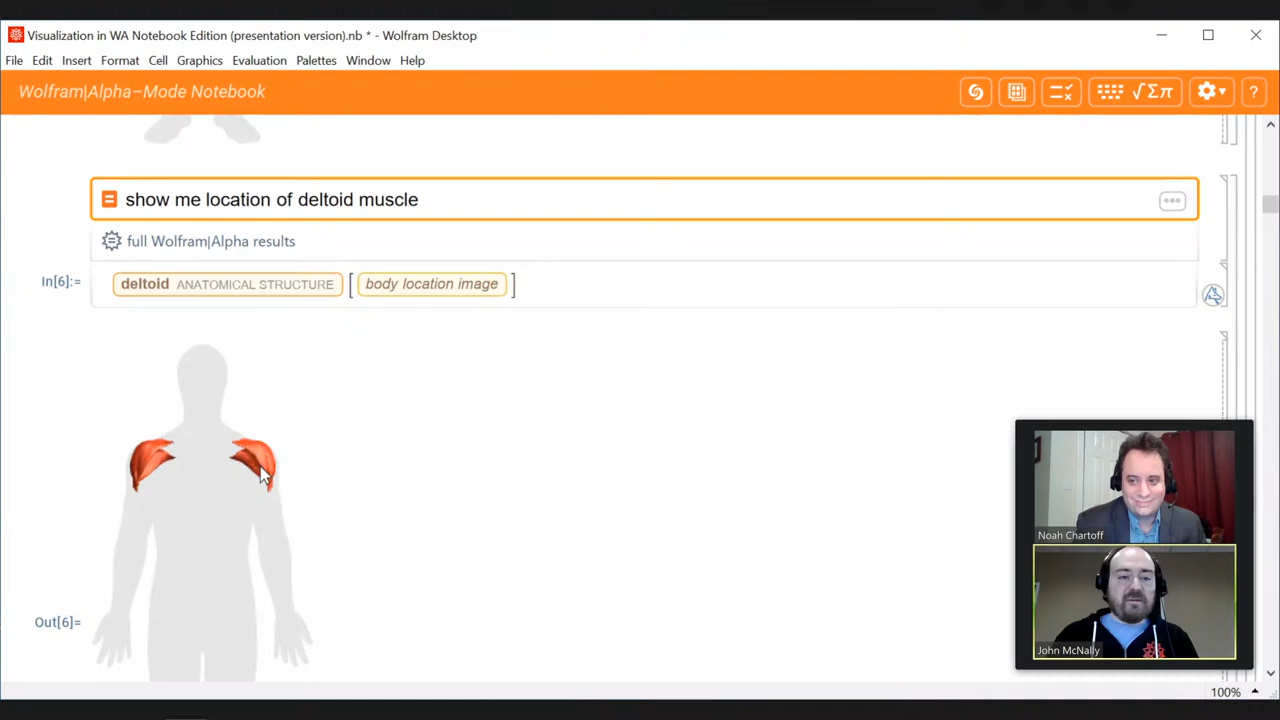 Visualization in WA Notebook Edition (presentation version).nb * - Wolfram Desktop
File Edit Insert Format Cell Graphics Evaluation Palettes Window Help
Wolfram|Alpha–Mode Notebook
√Σπ
?
show me location of deltoid muscle
full Wolfram|Alpha results
In[6]:= deltoid ANATOMICAL STRUCTURE [ body location image ]
Noah Chartoff
Out[6]=
John McNally
100%